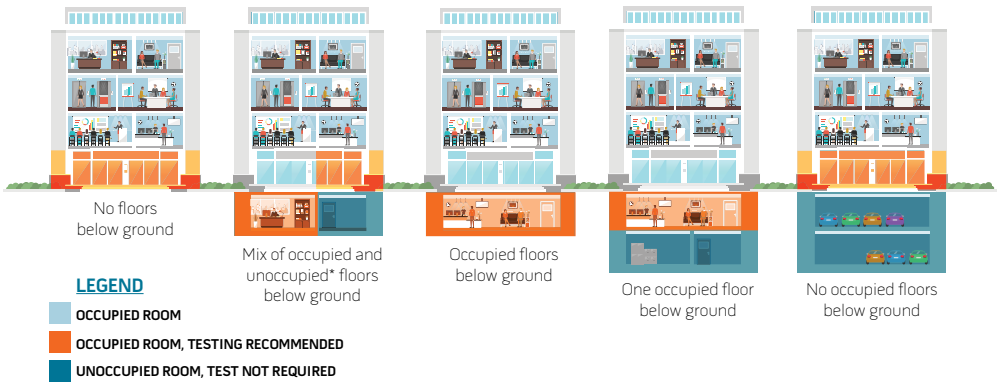 No floors
below ground
Mix of occupied and
unoccupied* floors
below ground
Occupied floors
below ground
One occupied floor
below ground
No occupied floors
below ground
LEGEND
OCCUPIED ROOM
OCCUPIED ROOM, TESTING RECOMMENDED
UNOCCUPIED ROOM, TEST NOT REQUIRED